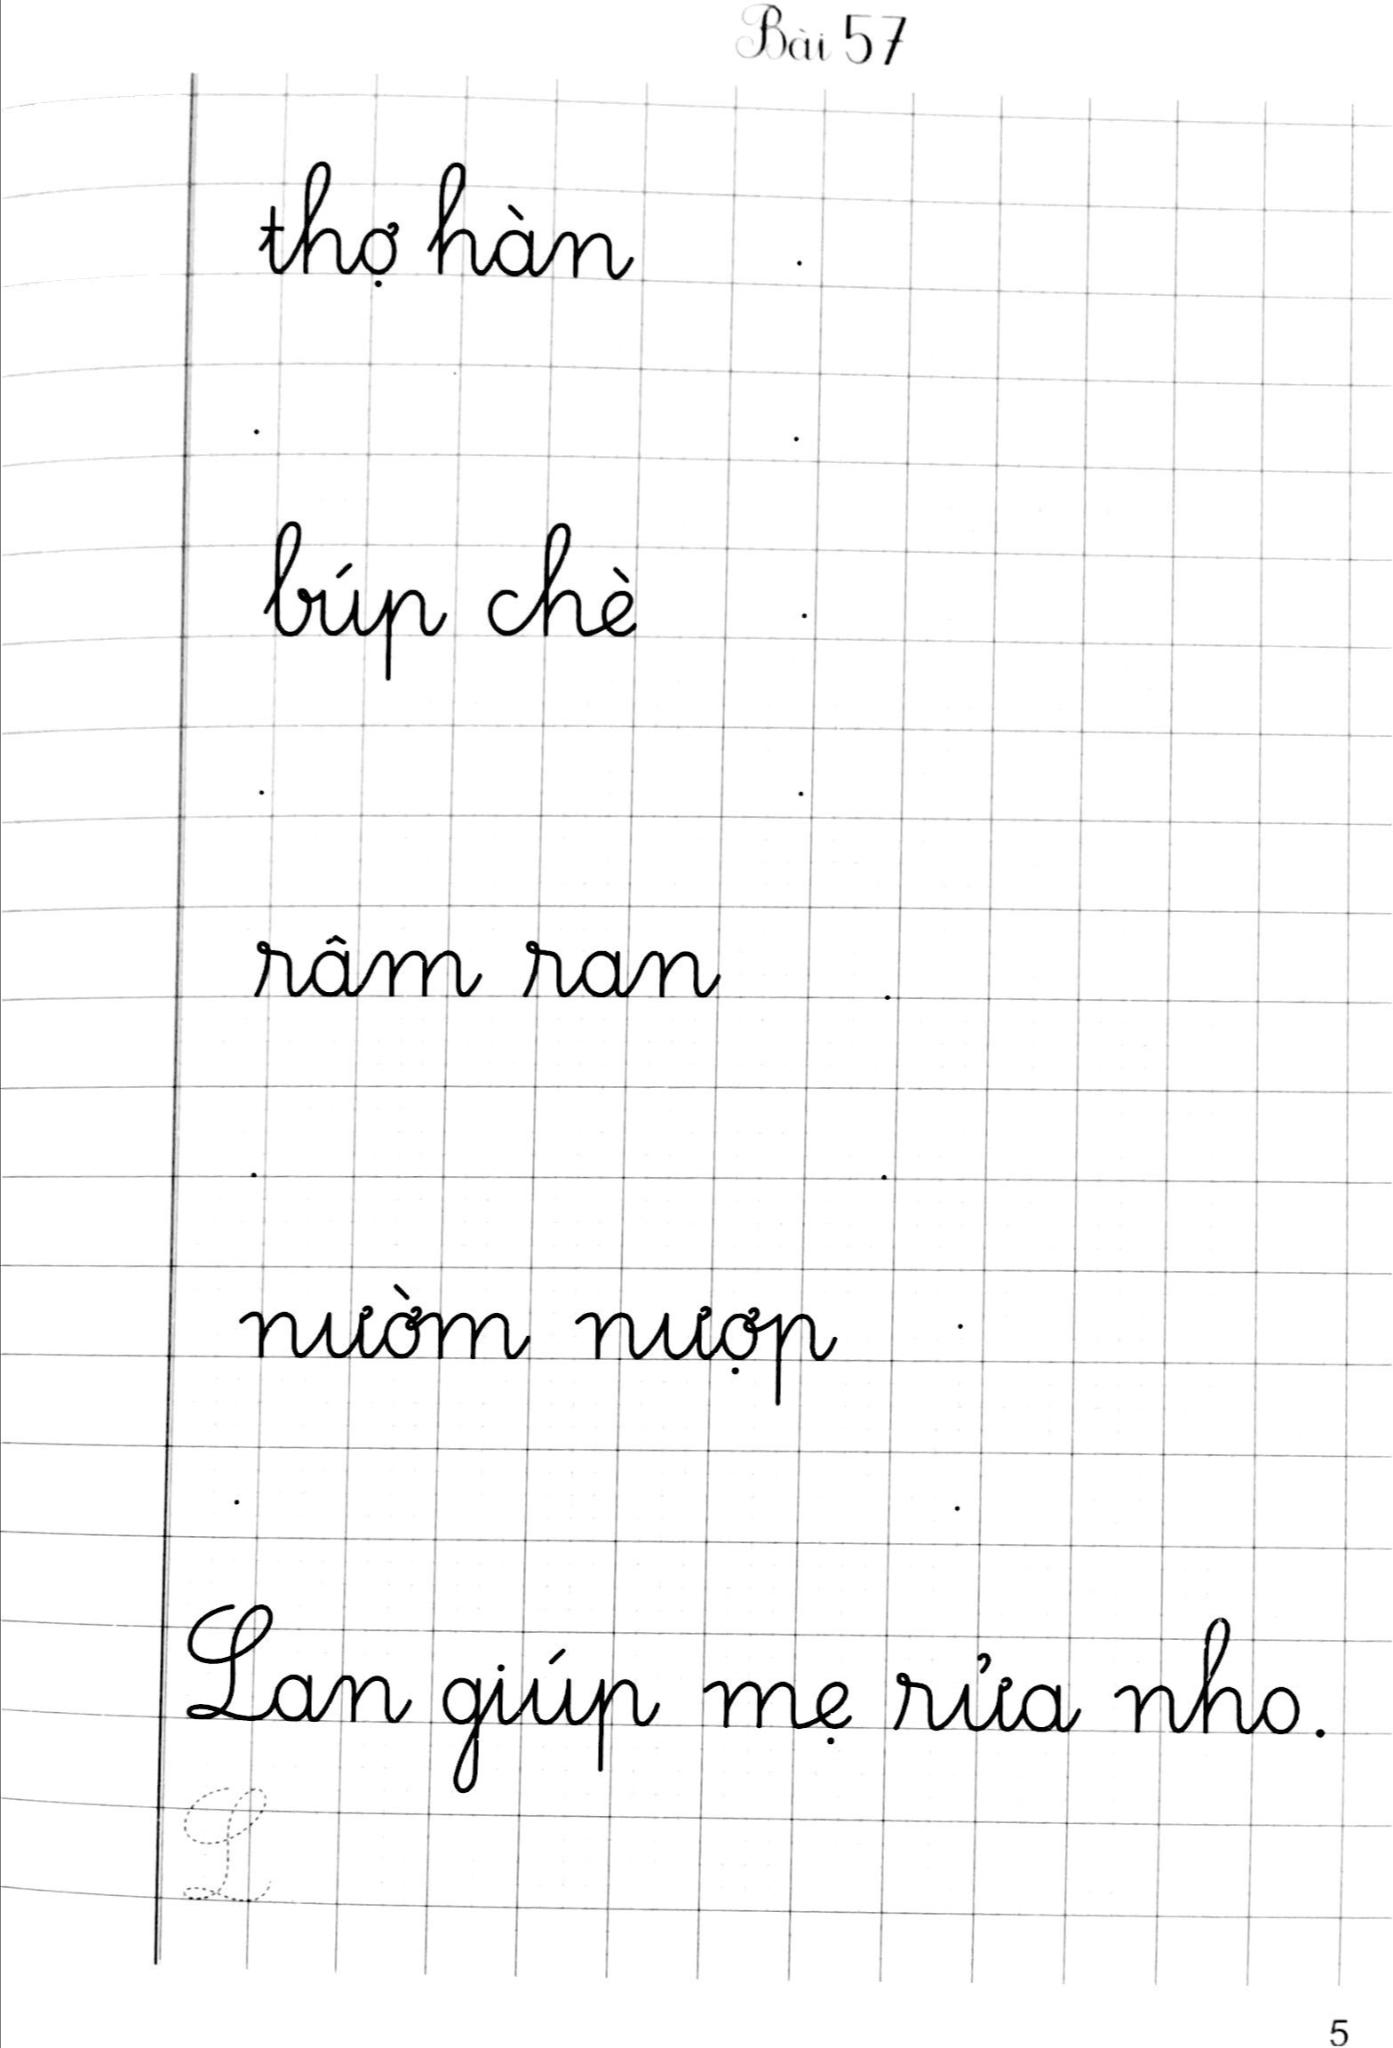 Bài 57
thợ hàn
búp chè
râm ran
nườm nượp
Lan giúp mẹ rửa nho.
L
5